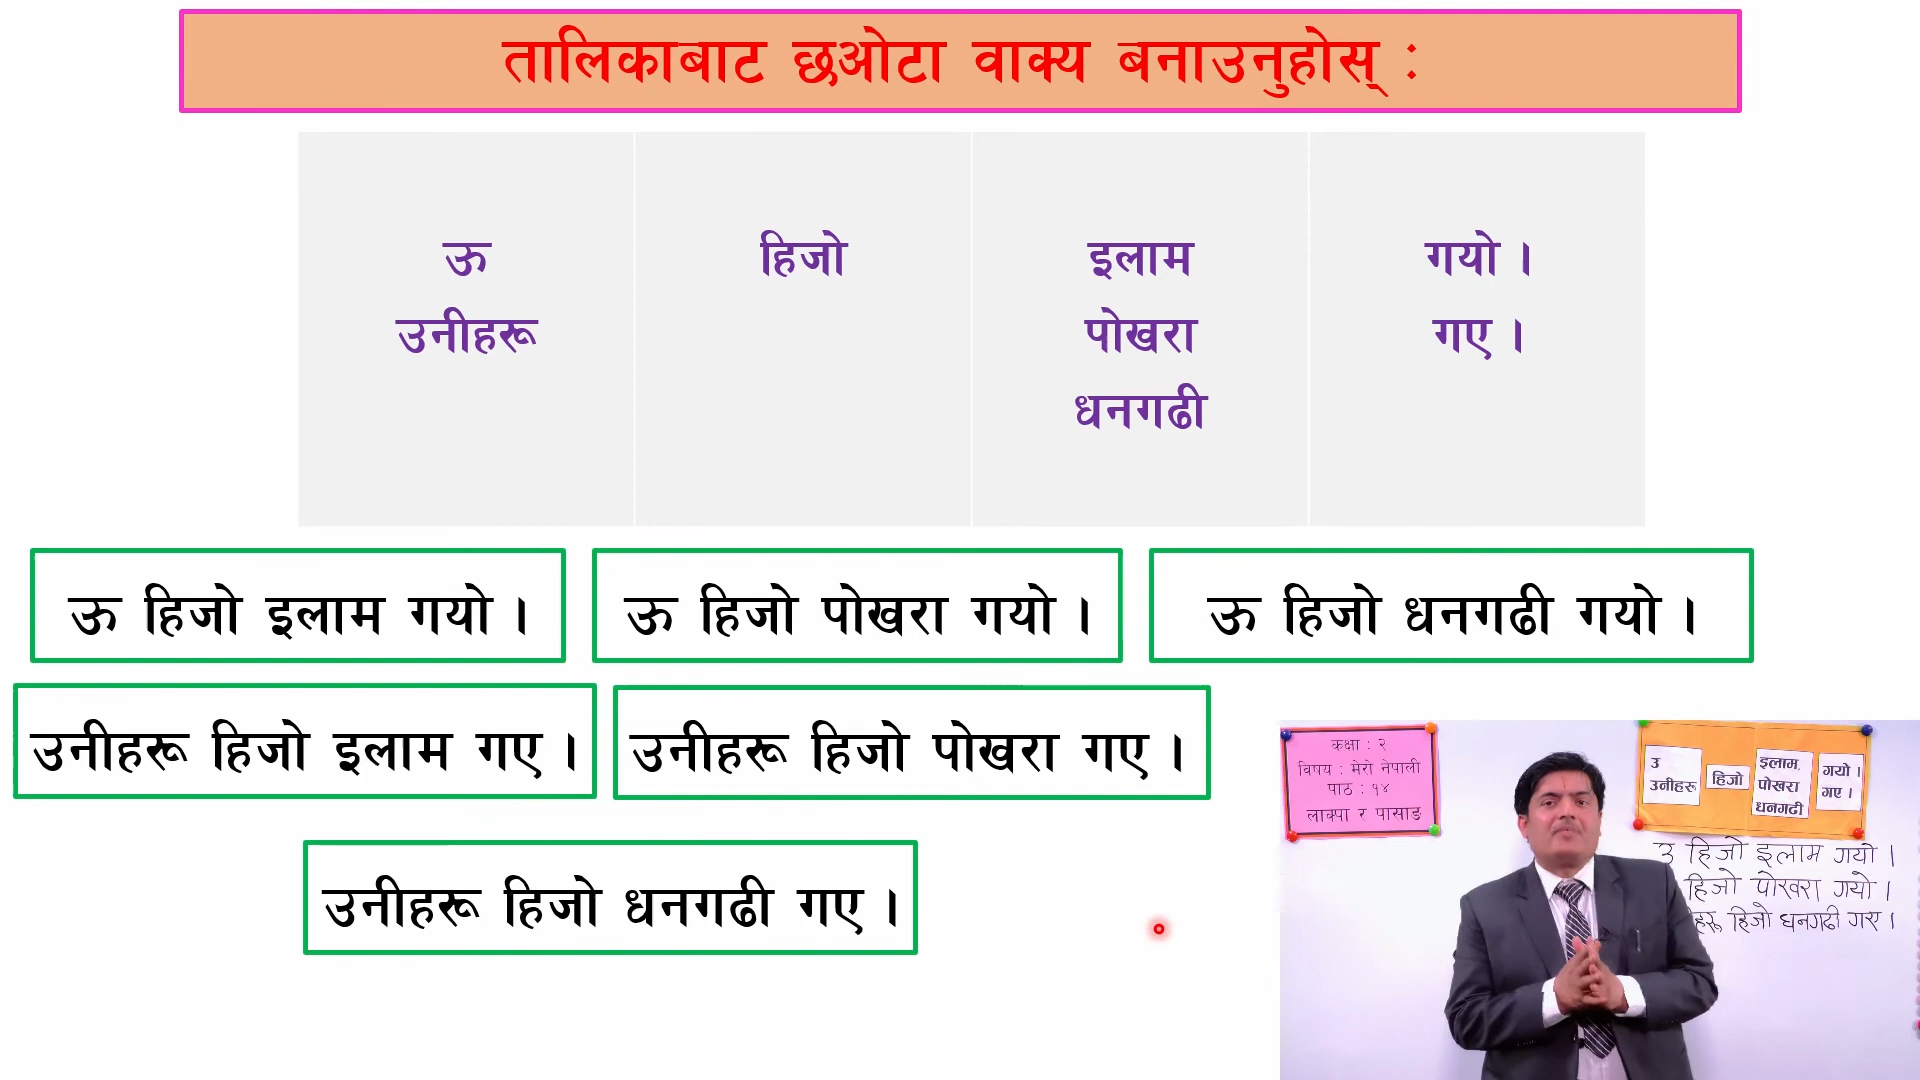 तालिकाबाट छओटा वाक्य बनाउनुहोस् :
ऊ हिजो इलाम गयो ।
उनीहरू पोखरा गए ।
धनगढी
ऊ हिजो इलाम गयो ।
ऊ हिजो पोखरा गयो ।
ऊ हिजो धनगढी गयो ।
उनीहरू हिजो इलाम गए ।
उनीहरू हिजो पोखरा गए ।
उनीहरू हिजो धनगढी गए ।
कक्षा : २
विषय : मेरो नेपाली
पाठ : १४
लाक्पा र पासाङ
उ
उनीहरू
हिजो
इलाम
पोखरा
धनगढी
गयो ।
गए ।
उ हिजो इलाम गयो ।
हिजो पोखरा गयो ।
हिजो धनगढी गए ।